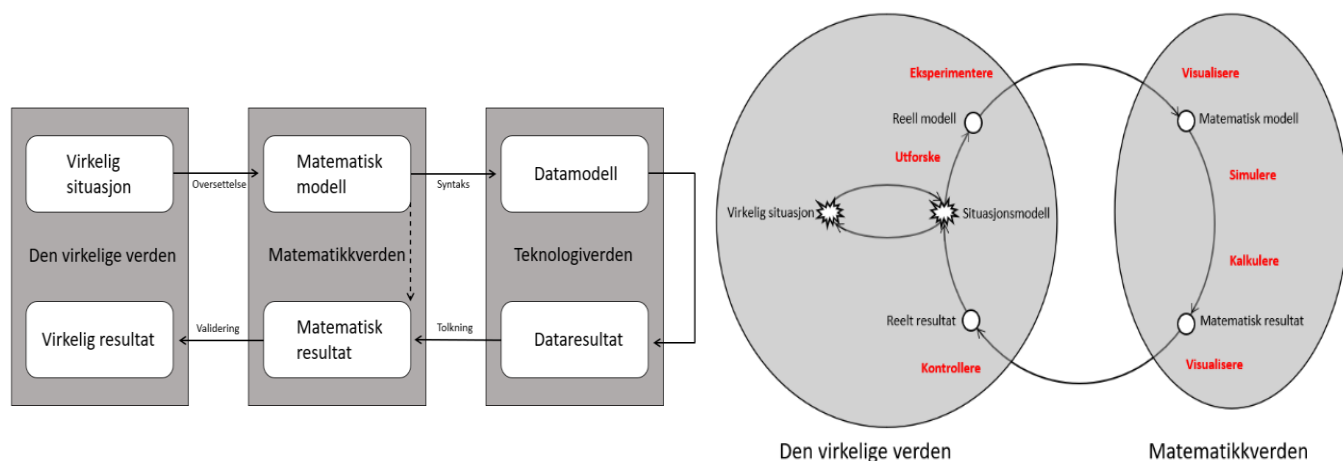 Virkelig
situasjon
Oversettelse
Matematisk
modell
Syntaks
Datamodell
Den virkelige verden
Matematikkverden
Teknologiverden
Virkelig resultat
Validering
Matematisk
resultat
Tolkning
Dataresultat
Eksperimentere
Visualisere
Reell modell
Matematisk modell
Utforske
Simulere
Virkelig situasjon
Situasjonsmodell
Kalkulere
Reelt resultat
Matematisk resultat
Kontrollere
Visualisere
Den virkelige verden
Matematikkverden